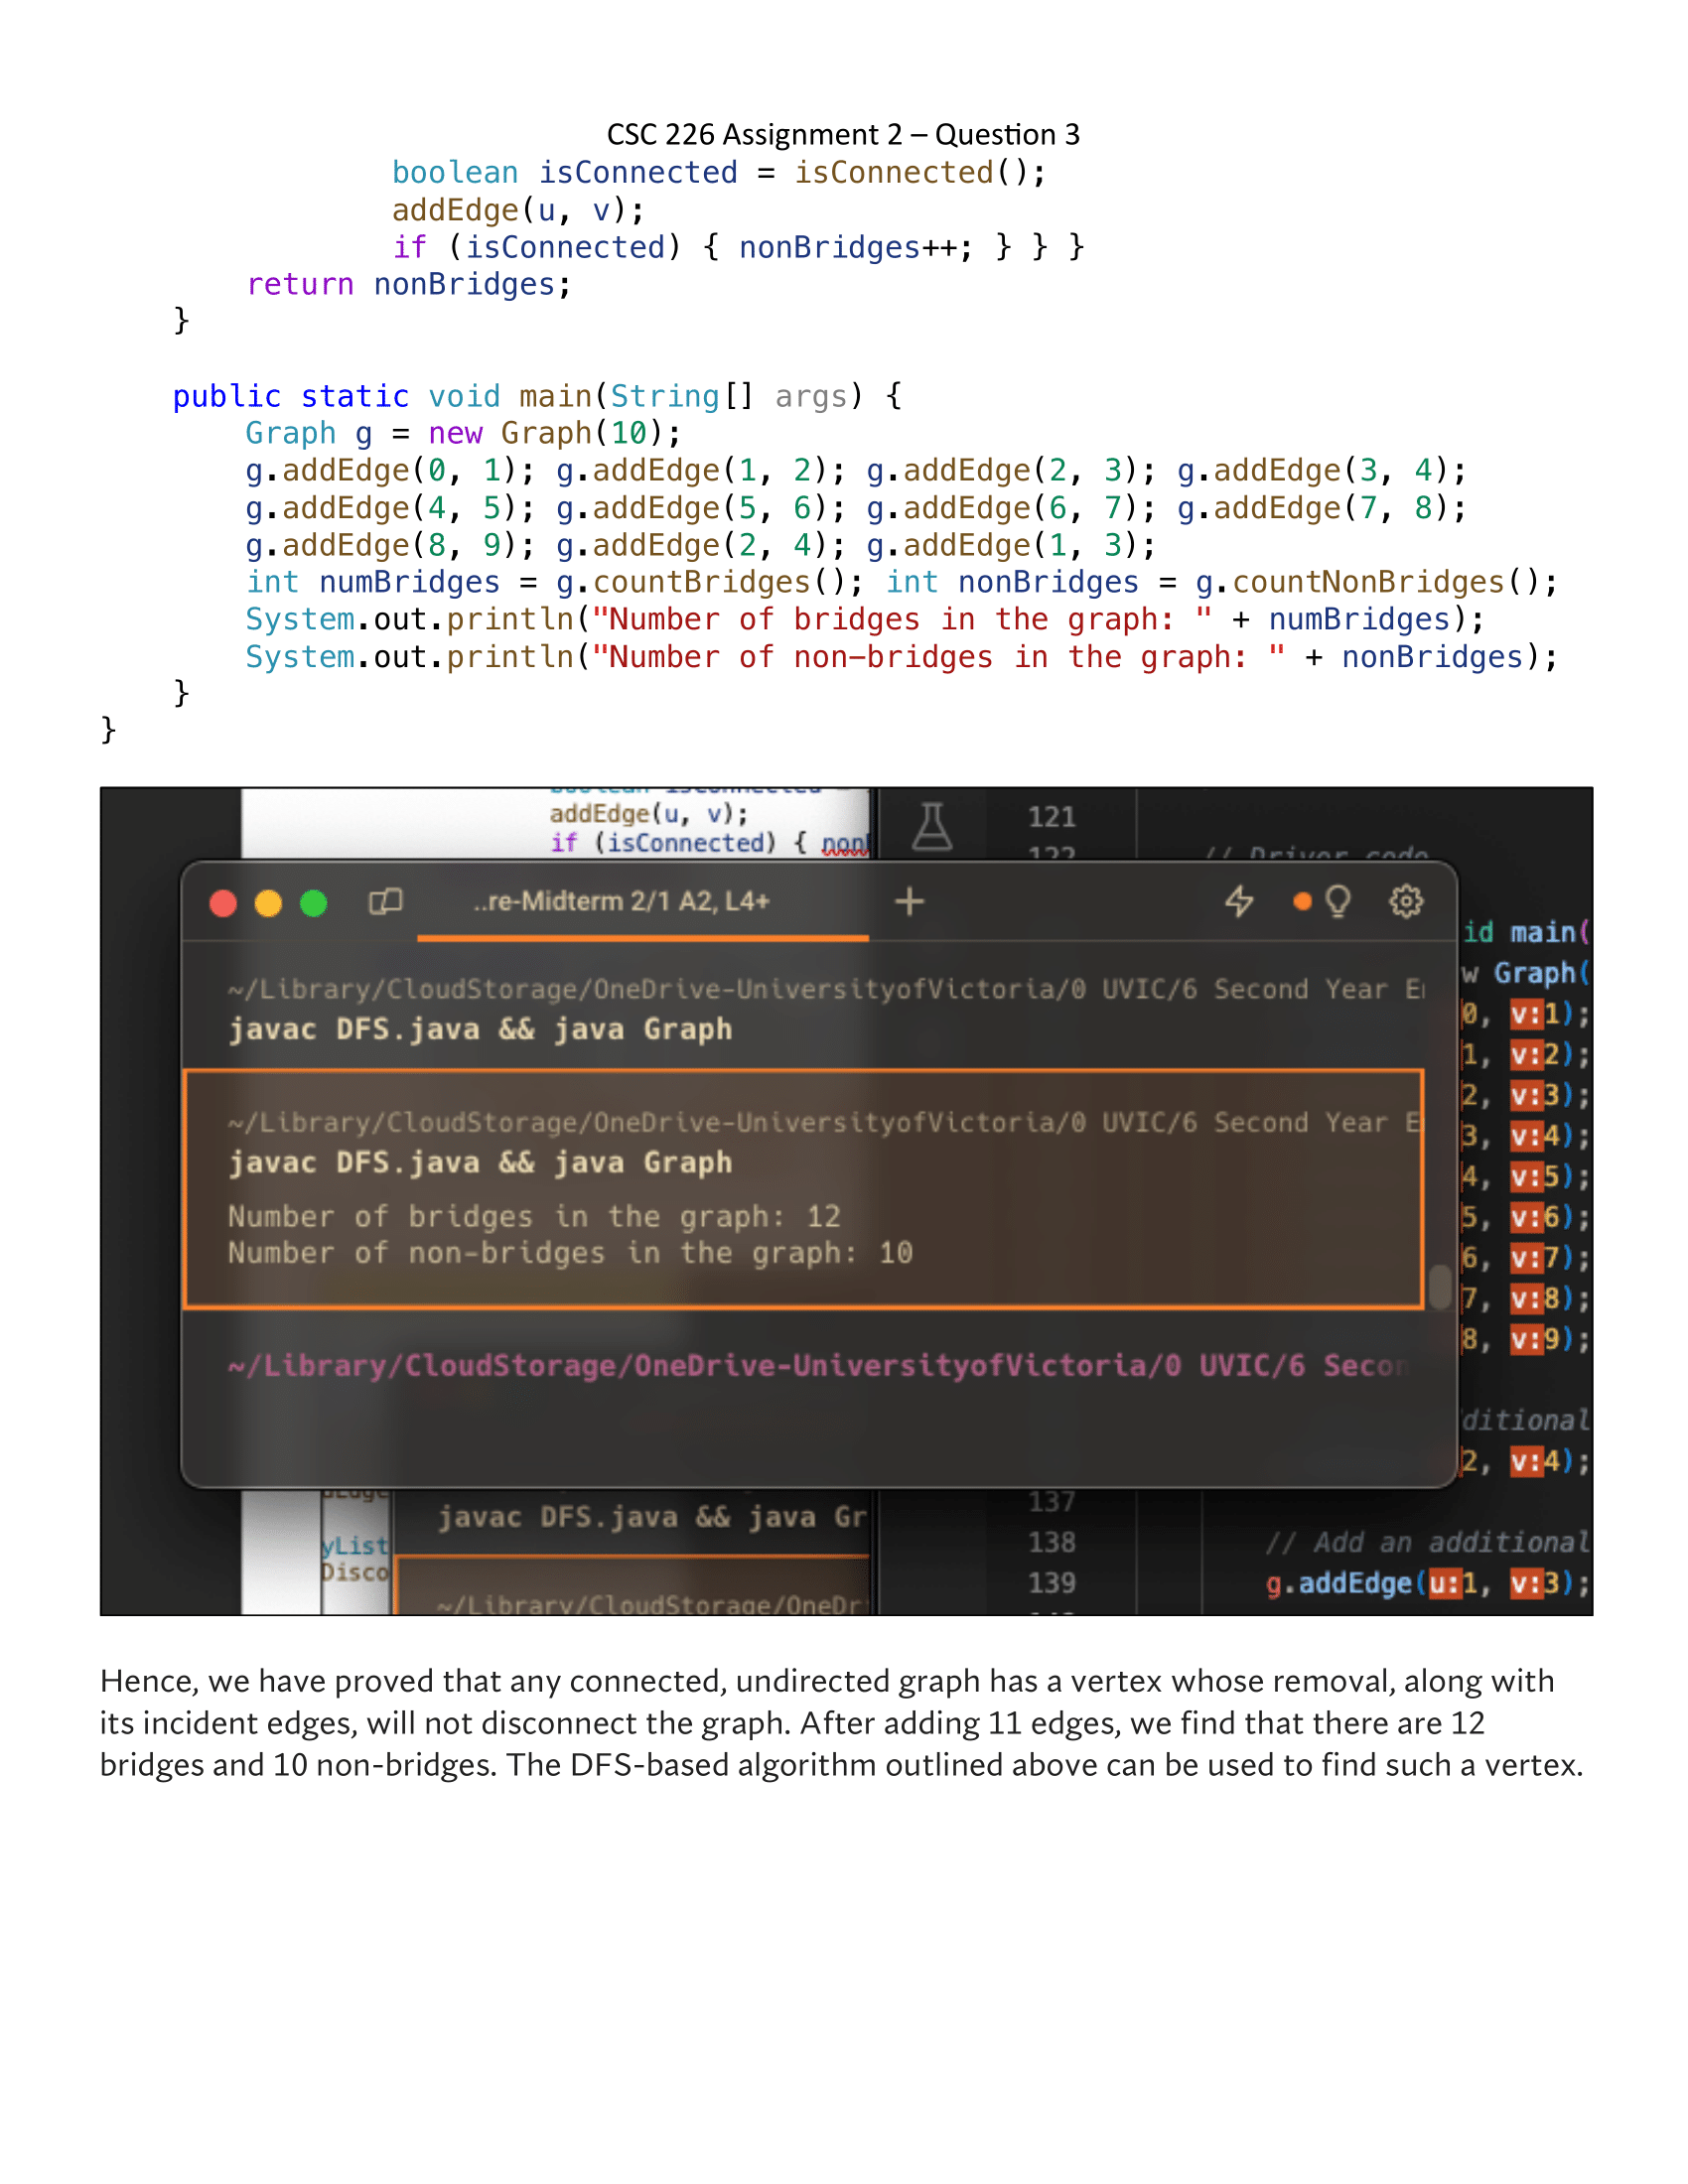 CSC 226 Assignment 2 – Question 3
boolean isConnected = isConnected();
addEdge(u, v);
if (isConnected) { nonBridges++; } } }
return nonBridges;
}
public static void main(String[] args) {
Graph g = new Graph(10);
g.addEdge(0, 1); g.addEdge(1, 2); g.addEdge(2, 3); g.addEdge(3, 4);
g.addEdge(4, 5); g.addEdge(5, 6); g.addEdge(6, 7); g.addEdge(7, 8);
g.addEdge(8, 9); g.addEdge(2, 4); g.addEdge(1, 3);
int numBridges = g.countBridges(); int nonBridges = g.countNonBridges();
System.out.println("Number of bridges in the graph: " + numBridges);
System.out.println("Number of non-bridges in the graph: " + nonBridges);
}
}
addEdge(u, v);
if (isConnected) { non
121
122 // Driver code
..re-Midterm 2/1 A2, L4+
id main(
w Graph(
0, v:1);
1, v:2);
2, v:3);
3, v:4);
4, v:5);
5, v:6);
6, v:7);
7, v:8);
8, v:9);
ditional
2, v:4);
~/Library/CloudStorage/OneDrive-UniversityofVictoria/0 UVIC/6 Second Year E
javac DFS.java && java Graph
~/Library/CloudStorage/OneDrive-UniversityofVictoria/0 UVIC/6 Second Year E
javac DFS.java && java Graph
Number of bridges in the graph: 12
Number of non-bridges in the graph: 10
~/Library/CloudStorage/OneDrive-UniversityofVictoria/0 UVIC/6 Secon
javac DFS.java && java Gr
yList
Disco
~/Library/CloudStorage/OneDr
137
138 // Add an additional
139 g.addEdge(u:1, v:3);
Hence, we have proved that any connected, undirected graph has a vertex whose removal, along with
its incident edges, will not disconnect the graph. After adding 11 edges, we find that there are 12
bridges and 10 non-bridges. The DFS-based algorithm outlined above can be used to find such a vertex.